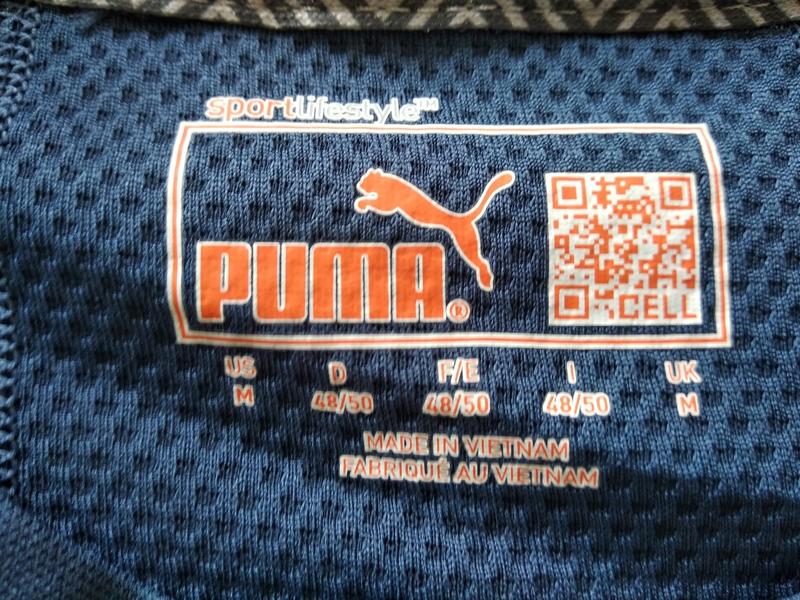 sportlifestyle™
PUMA®
CELL
US D F/E I UK
M 48/50 48/50 48/50 M
MADE IN VIETNAM
FABRIQUÉ AU VIETNAM